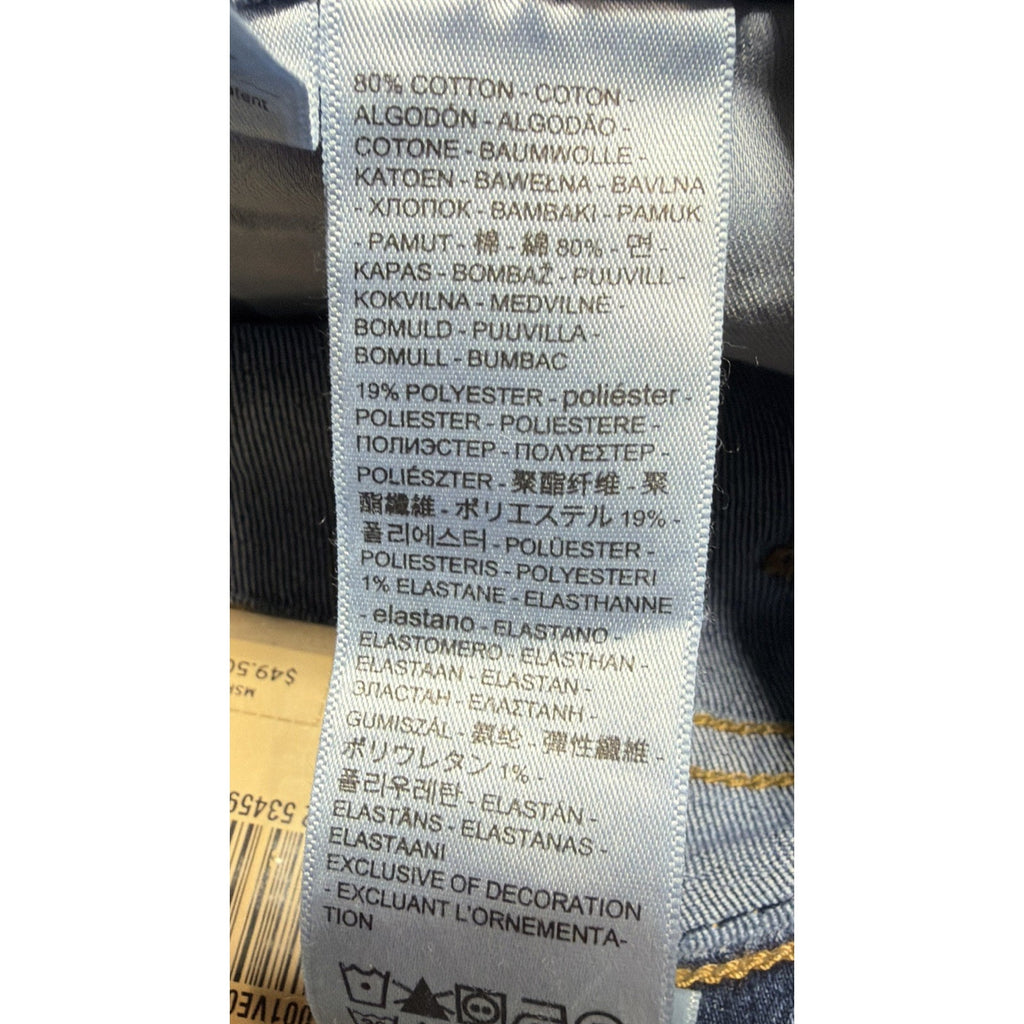 80% COTTON - COTON -
ALGODÓN - ALGODÃO -
COTONE - BAUMWOLLE -
KATOEN - BAWEŁNA - BAVLNA
- ХЛОПОК - BAMBAKI - PAMUK
- PAMUT - 棉 - 綿 80% - 면 -
KAPAS - BOMBAŽ - PUUVILL -
KOKVILNA - MEDVILNĖ -
BOMULD - PUUVILLA -
BOMULL - BUMBAC
19% POLYESTER - poliéster -
POLIESTER - POLIESTERE -
ПОЛИЭСТЕР - ΠΟΛΥΕΣΤΕΡ -
POLIÉSZTER - 聚酯纤维 - 聚
酯纖維 - ポリエステル 19% -
폴리에스터 - POLÜESTER -
POLIESTERIS - POLYESTERI
1% ELASTANE - ELASTHANNE
- elastano - ELASTANO -
ELASTOMERO - ELASTHAN -
ELASTAAN - ELASTAN -
ЭЛАСТАН - ΕΛΑΣΤΑΝΗ -
GUMISZÁL - 氨纶 - 彈性纖維
ポリウレタン 1% -
폴리우레탄 - ELASTÁN -
ELASTĀNS - ELASTANAS -
ELASTAANI
EXCLUSIVE OF DECORATION
- EXCLUANT L'ORNEMENTA-
TION
$49.50
53459
001VE